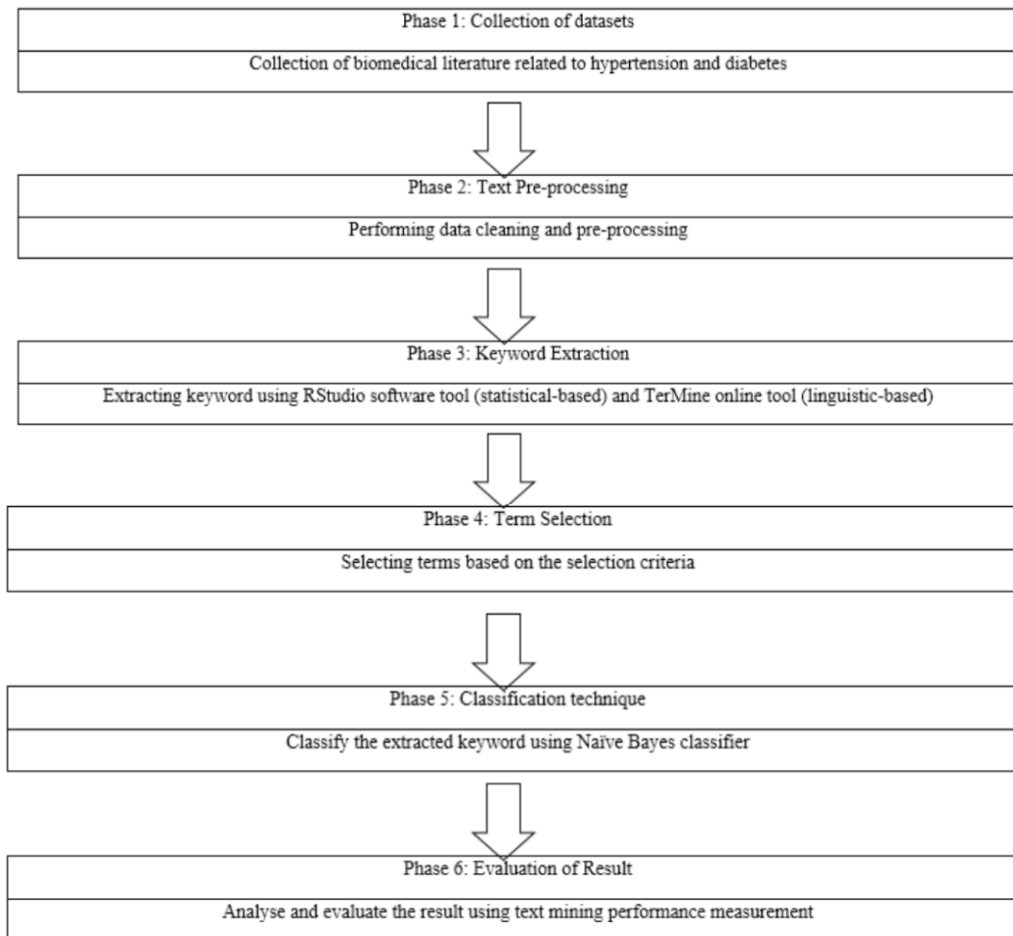 Phase 1: Collection of datasets
Collection of biomedical literature related to hypertension and diabetes
Phase 2: Text Pre-processing
Performing data cleaning and pre-processing
Phase 3: Keyword Extraction
Extracting keyword using RStudio software tool (statistical-based) and TerMine online tool (linguistic-based)
Phase 4: Term Selection
Selecting terms based on the selection criteria
Phase 5: Classification technique
Classify the extracted keyword using Naïve Bayes classifier
Phase 6: Evaluation of Result
Analyse and evaluate the result using text mining performance measurement